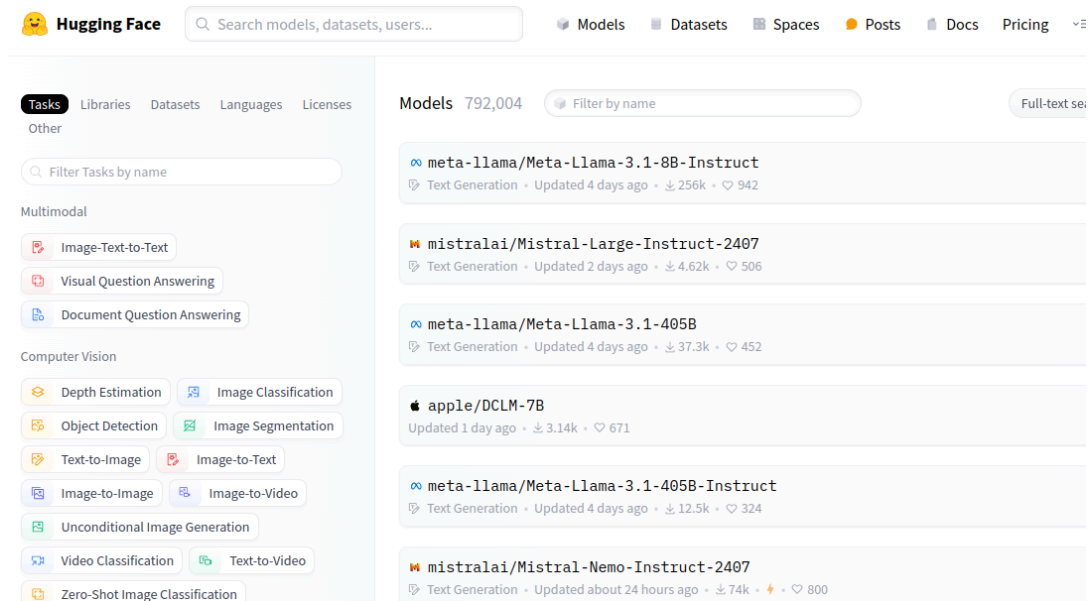 Hugging Face
Search models, datasets, users...
Models Datasets Spaces Posts Docs Pricing
Tasks Libraries Datasets Languages Licenses
Other
Filter Tasks by name
Multimodal
Image-Text-to-Text
Visual Question Answering
Document Question Answering
Computer Vision
Depth Estimation Image Classification
Object Detection Image Segmentation
Text-to-Image Image-to-Text
Image-to-Image Image-to-Video
Unconditional Image Generation
Video Classification Text-to-Video
Zero-Shot Image Classification
Models 792,004 Filter by name Full-text sea
meta-llama/Meta-Llama-3.1-8B-Instruct
Text Generation • Updated 4 days ago • 256k • 942
mistralai/Mistral-Large-Instruct-2407
Text Generation • Updated 2 days ago • 4.62k • 506
meta-llama/Meta-Llama-3.1-405B
Text Generation • Updated 4 days ago • 37.3k • 452
apple/DCLM-7B
Updated 1 day ago • 3.14k • 671
meta-llama/Meta-Llama-3.1-405B-Instruct
Text Generation • Updated 4 days ago • 12.5k • 324
mistralai/Mistral-Nemo-Instruct-2407
Text Generation • Updated about 24 hours ago • 74k • 800